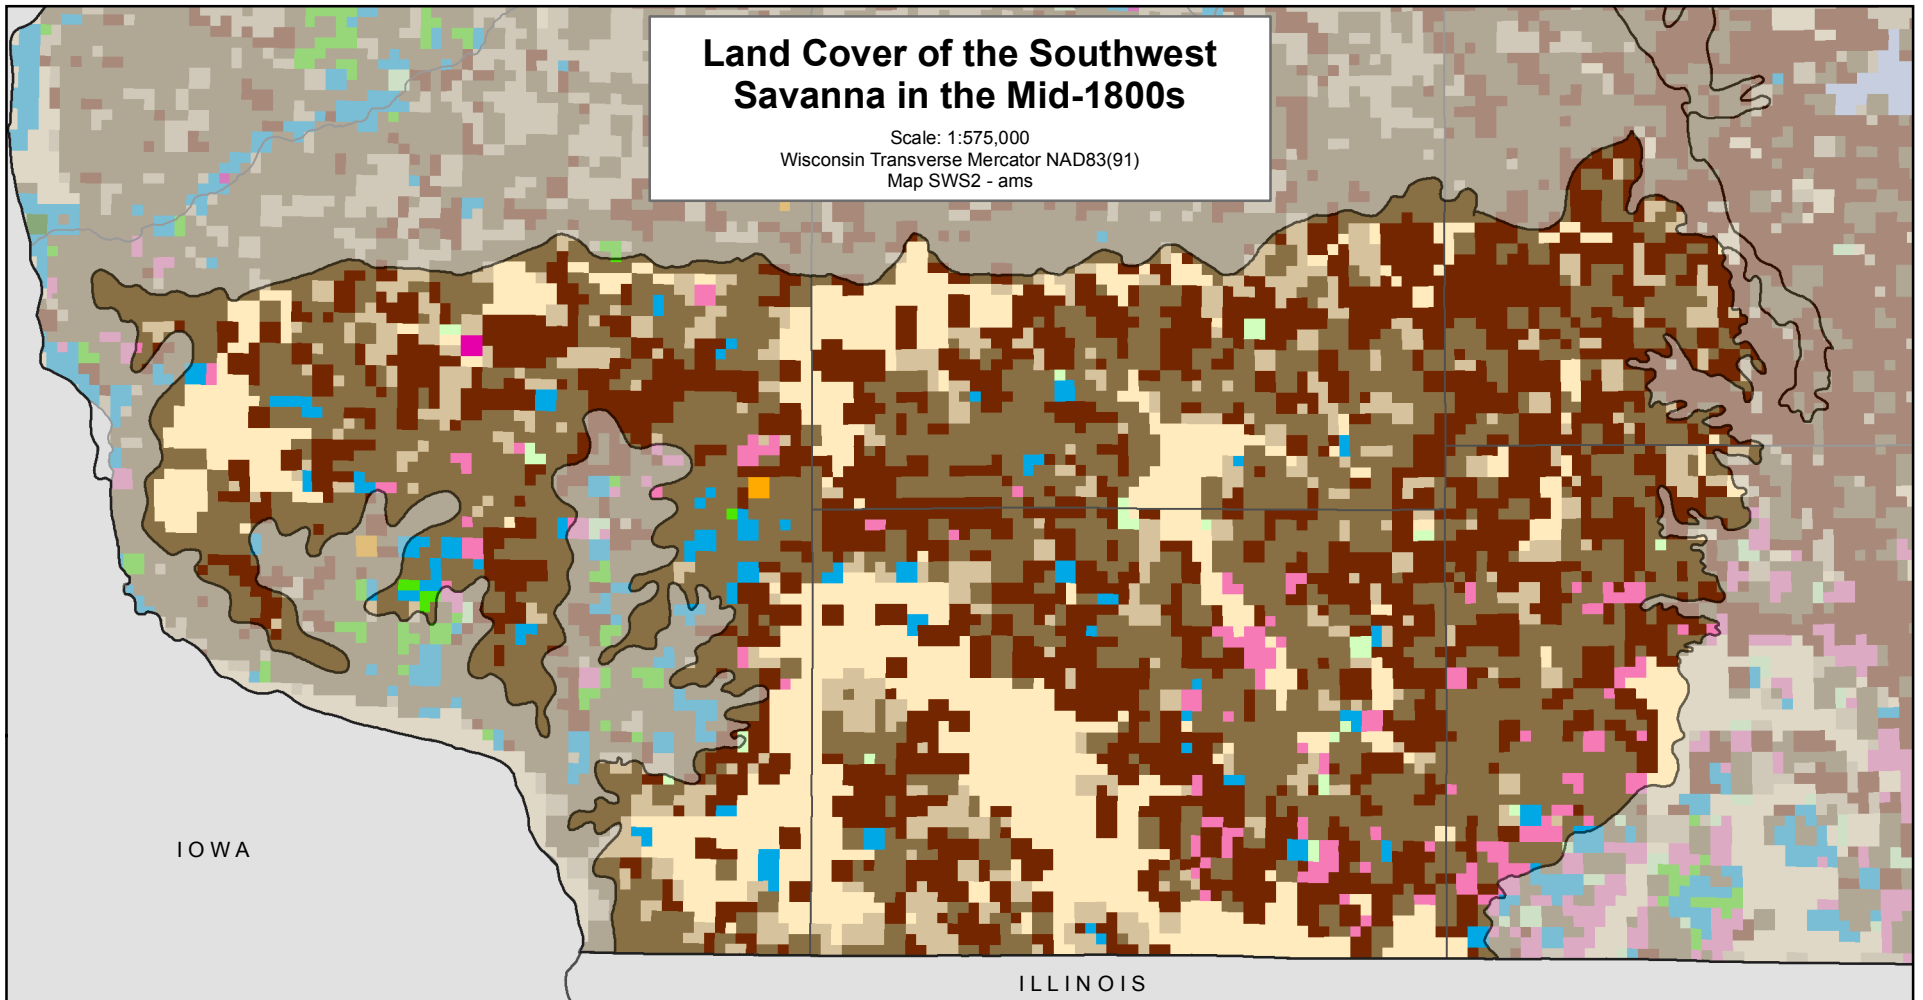 Land Cover of the Southwest
Savanna in the Mid-1800s
Scale: 1:575,000
Wisconsin Transverse Mercator NAD83(91)
Map SWS2 - ams
IOWA
ILLINOIS